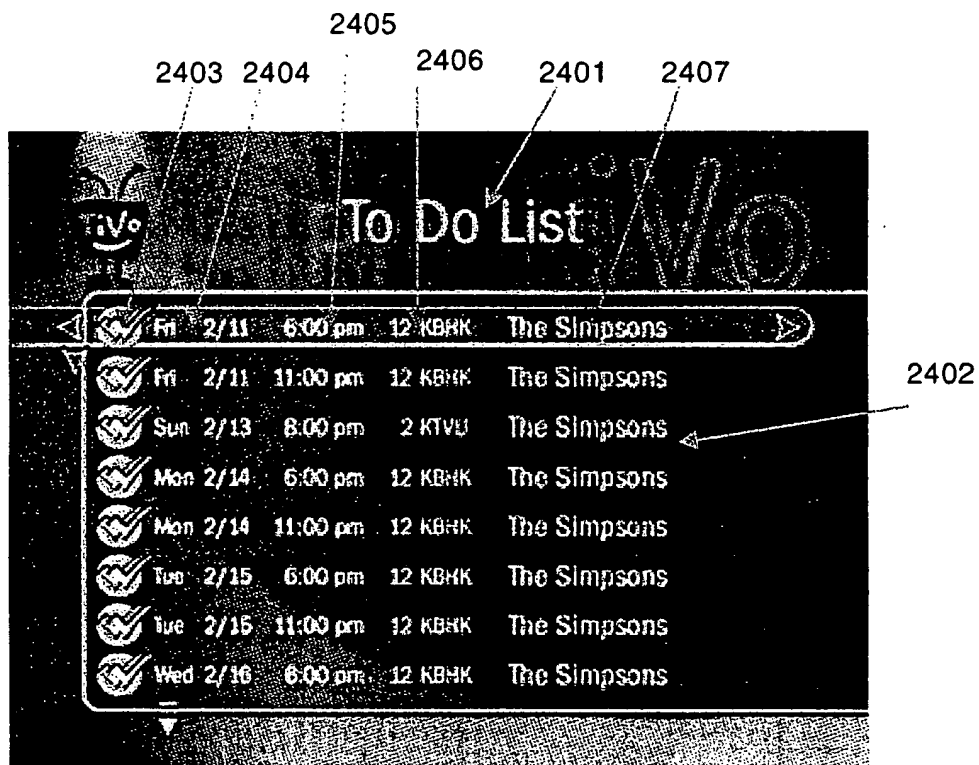 2405
2403 2404 2406 2401 2407
TiVo
TiVo
To Do List
Fri 2/11 6:00 pm 12 KBHK The Simpsons
Fri 2/11 11:00 pm 12 KBHK The Simpsons
2402
Sun 2/13 8:00 pm 2 KTVU The Simpsons
Mon 2/14 6:00 pm 12 KBHK The Simpsons
Mon 2/14 11:00 pm 12 KBHK The Simpsons
Tue 2/15 6:00 pm 12 KBHK The Simpsons
Tue 2/15 11:00 pm 12 KBHK The Simpsons
Wed 2/16 6:00 pm 12 KBHK The Simpsons